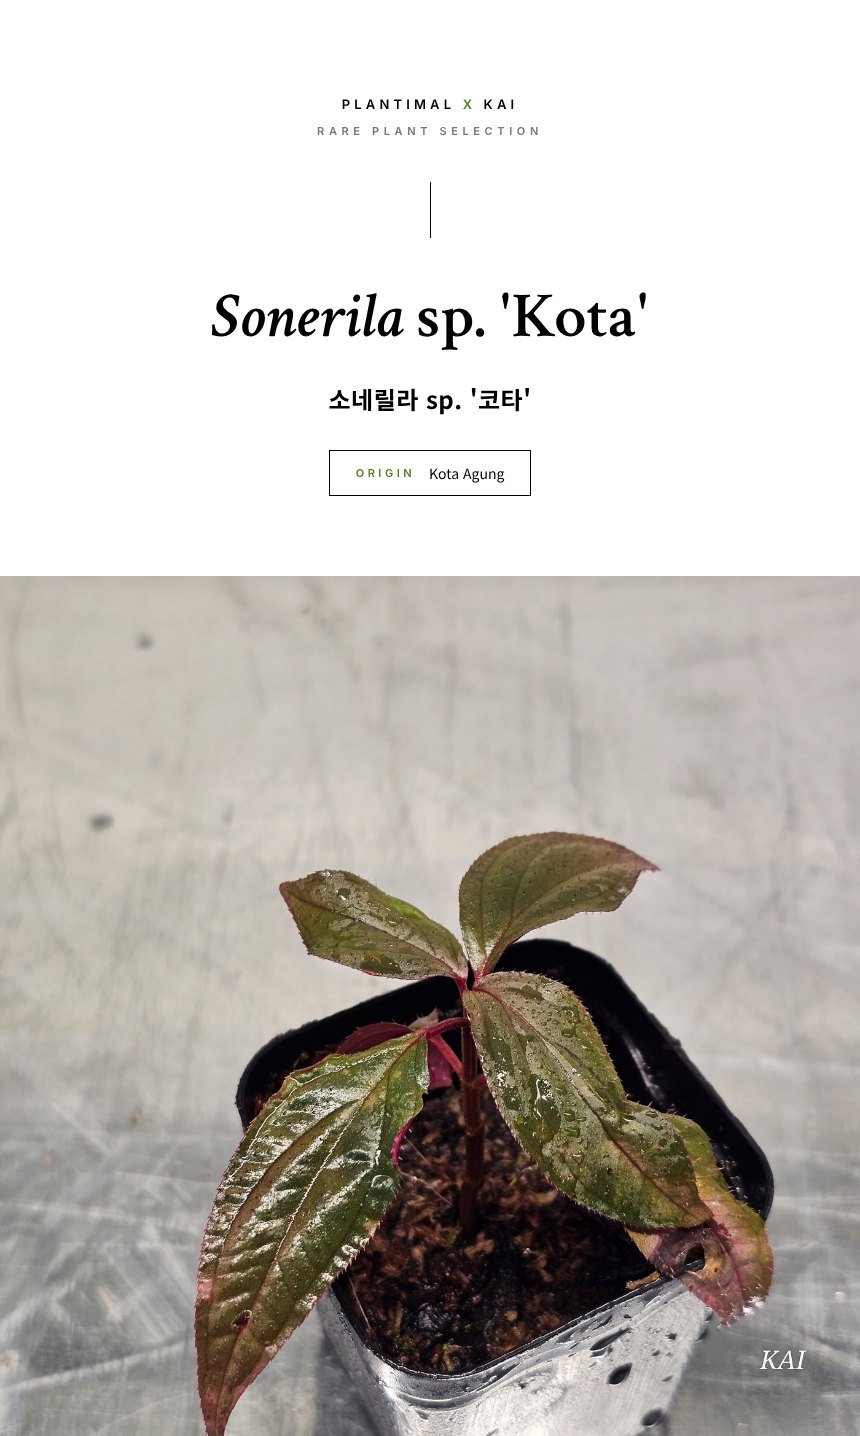 PLANTIMAL X KAI
RARE PLANT SELECTION
Sonerila sp. 'Kota'
소네릴라 sp. '코타'
ORIGIN Kota Agung
KAI